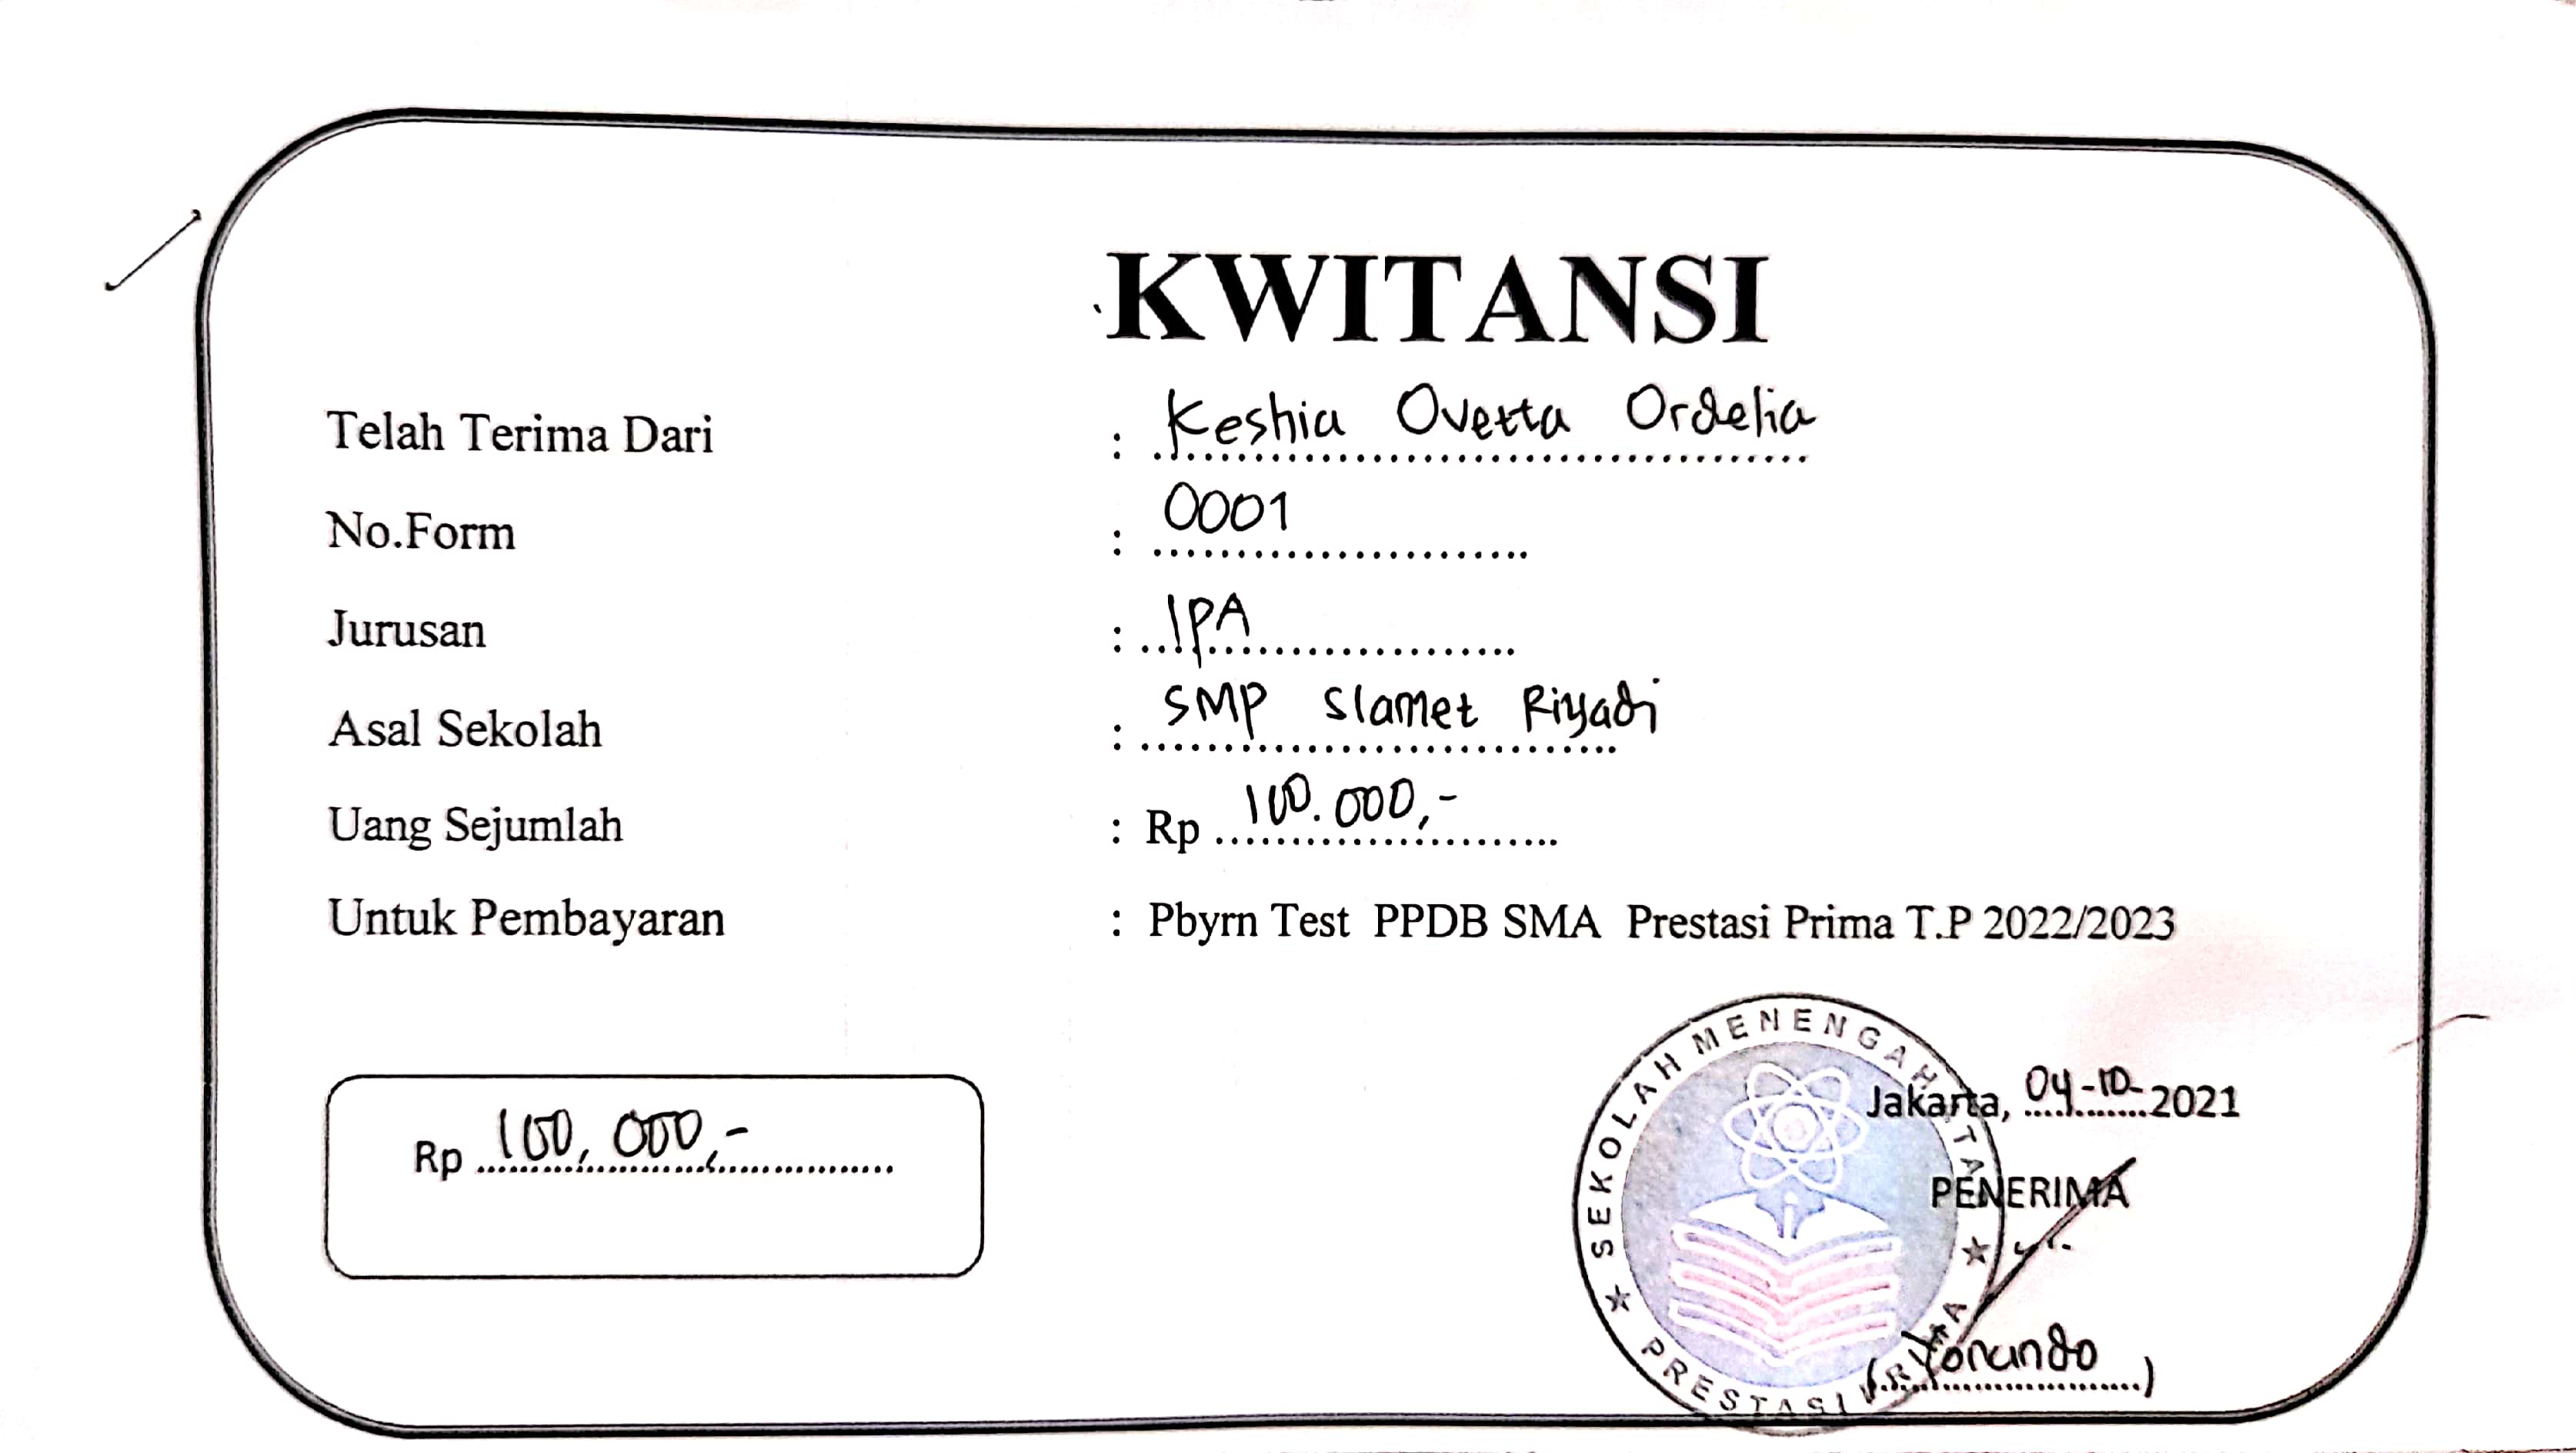 KWITANSI
Telah Terima Dari : Keshia Ovetta Ordelia
No.Form : 0001
Jurusan : IPA
Asal Sekolah : SMP Slamet Riyadi
Uang Sejumlah : Rp 100.000,-
Untuk Pembayaran : Pbyrn Test PPDB SMA Prestasi Prima T.P 2022/2023
Rp 100,000,-
SEKOLAH MENENGAH ATA
PRESTASI PRIMA
Jakarta, 04-10-2021
PENERIMA